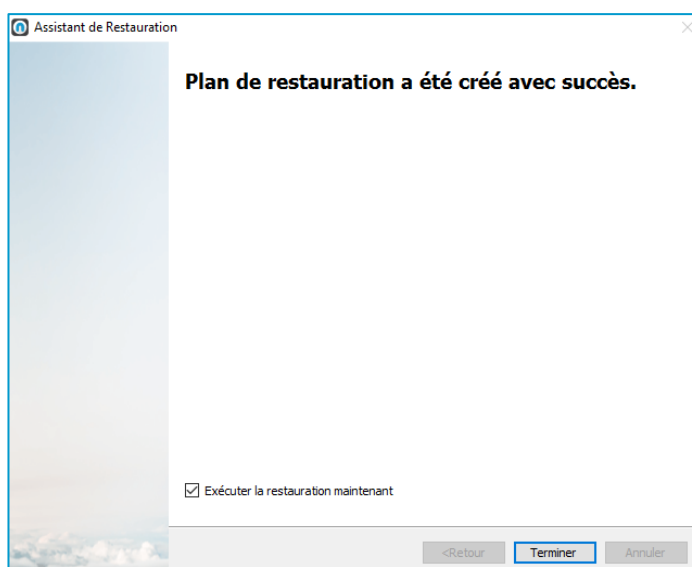 Assistant de Restauration
Plan de restauration a été créé avec succès.
Exécuter la restauration maintenant
<Retour
Terminer
Annuler